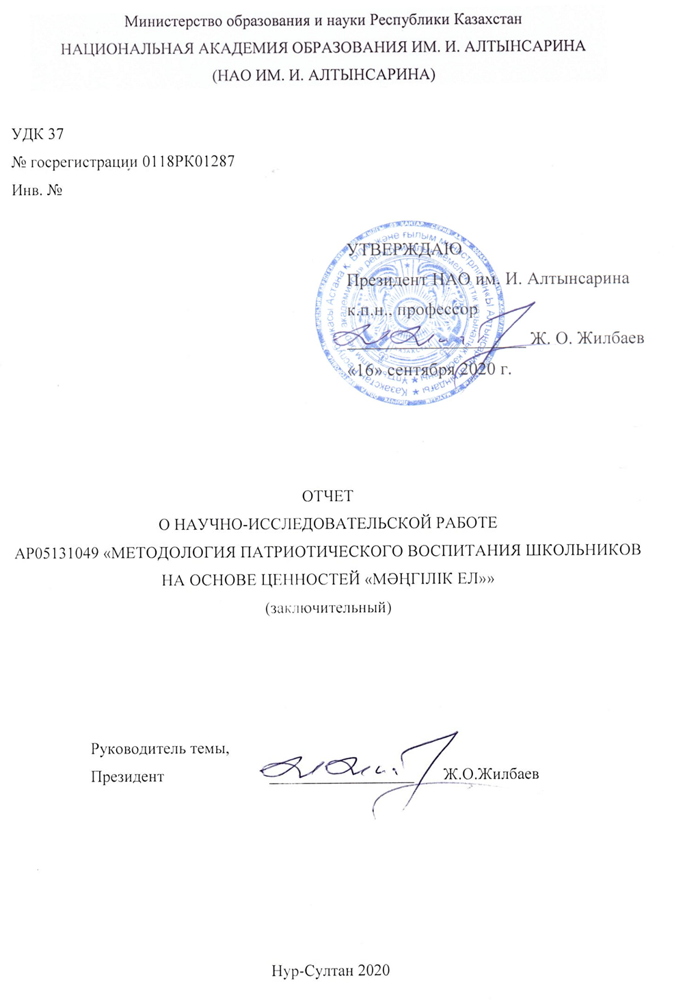 Министерство образования и науки Республики Казахстан
НАЦИОНАЛЬНАЯ АКАДЕМИЯ ОБРАЗОВАНИЯ ИМ. И. АЛТЫНСАРИНА
(НАО ИМ. И. АЛТЫНСАРИНА)
УДК 37
№ госрегистрации 0118РК01287
Инв. №
УТВЕРЖДАЮ
Президент НАО им. И. Алтынсарина
к.п.н., профессор
Ж. О. Жилбаев
«16» сентября 2020 г.
ОТЧЕТ
О НАУЧНО-ИССЛЕДОВАТЕЛЬСКОЙ РАБОТЕ
АР05131049 «МЕТОДОЛОГИЯ ПАТРИОТИЧЕСКОГО ВОСПИТАНИЯ ШКОЛЬНИКОВ
НА ОСНОВЕ ЦЕННОСТЕЙ «МӘҢГІЛІК ЕЛ»»
(заключительный)
Руководитель темы,
Президент Ж.О.Жилбаев
Нур-Султан 2020